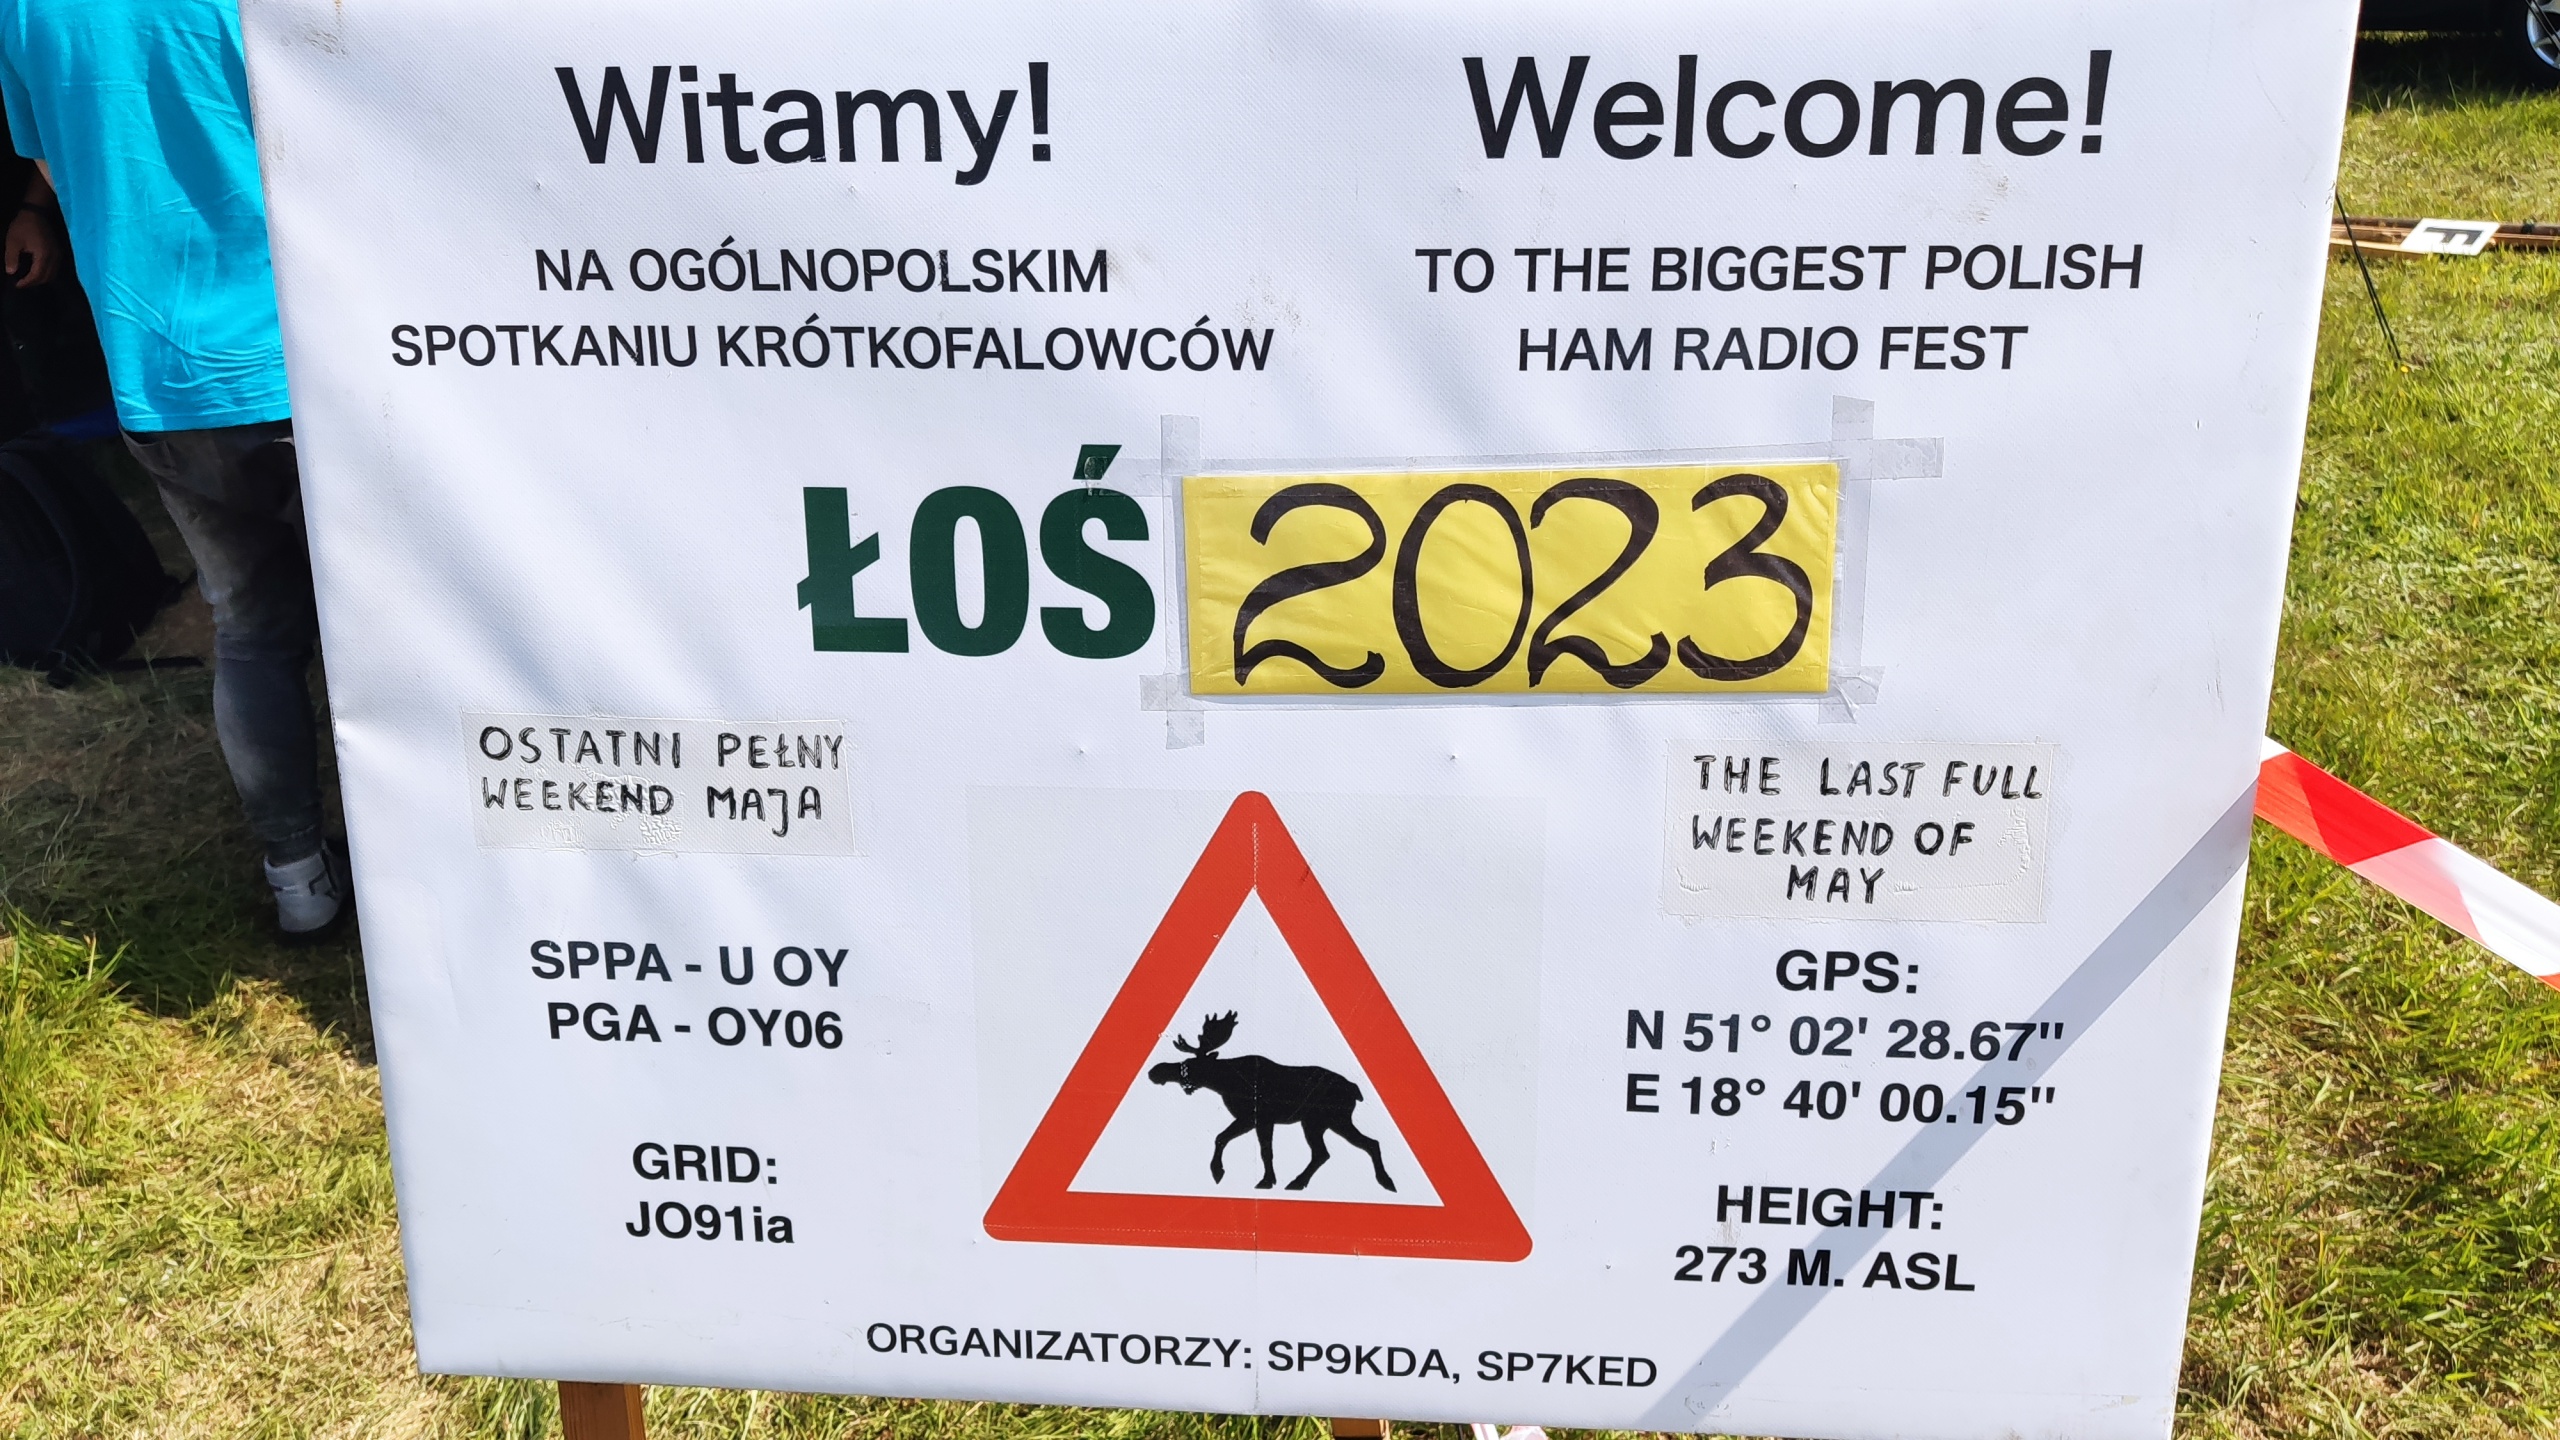 Witamy!
NA OGÓLNOPOLSKIM
SPOTKANIU KRÓTKOFALOWCÓW
Welcome!
TO THE BIGGEST POLISH
HAM RADIO FEST
ŁOŚ 2023
OSTATNI PEŁNY
WEEKEND MAJA
SPPA - U OY
PGA - OY06
GRID:
JO91ia
THE LAST FULL
WEEKEND OF
MAY
GPS:
N 51° 02' 28.67"
E 18° 40' 00.15"
HEIGHT:
273 M. ASL
ORGANIZATORZY: SP9KDA, SP7KED